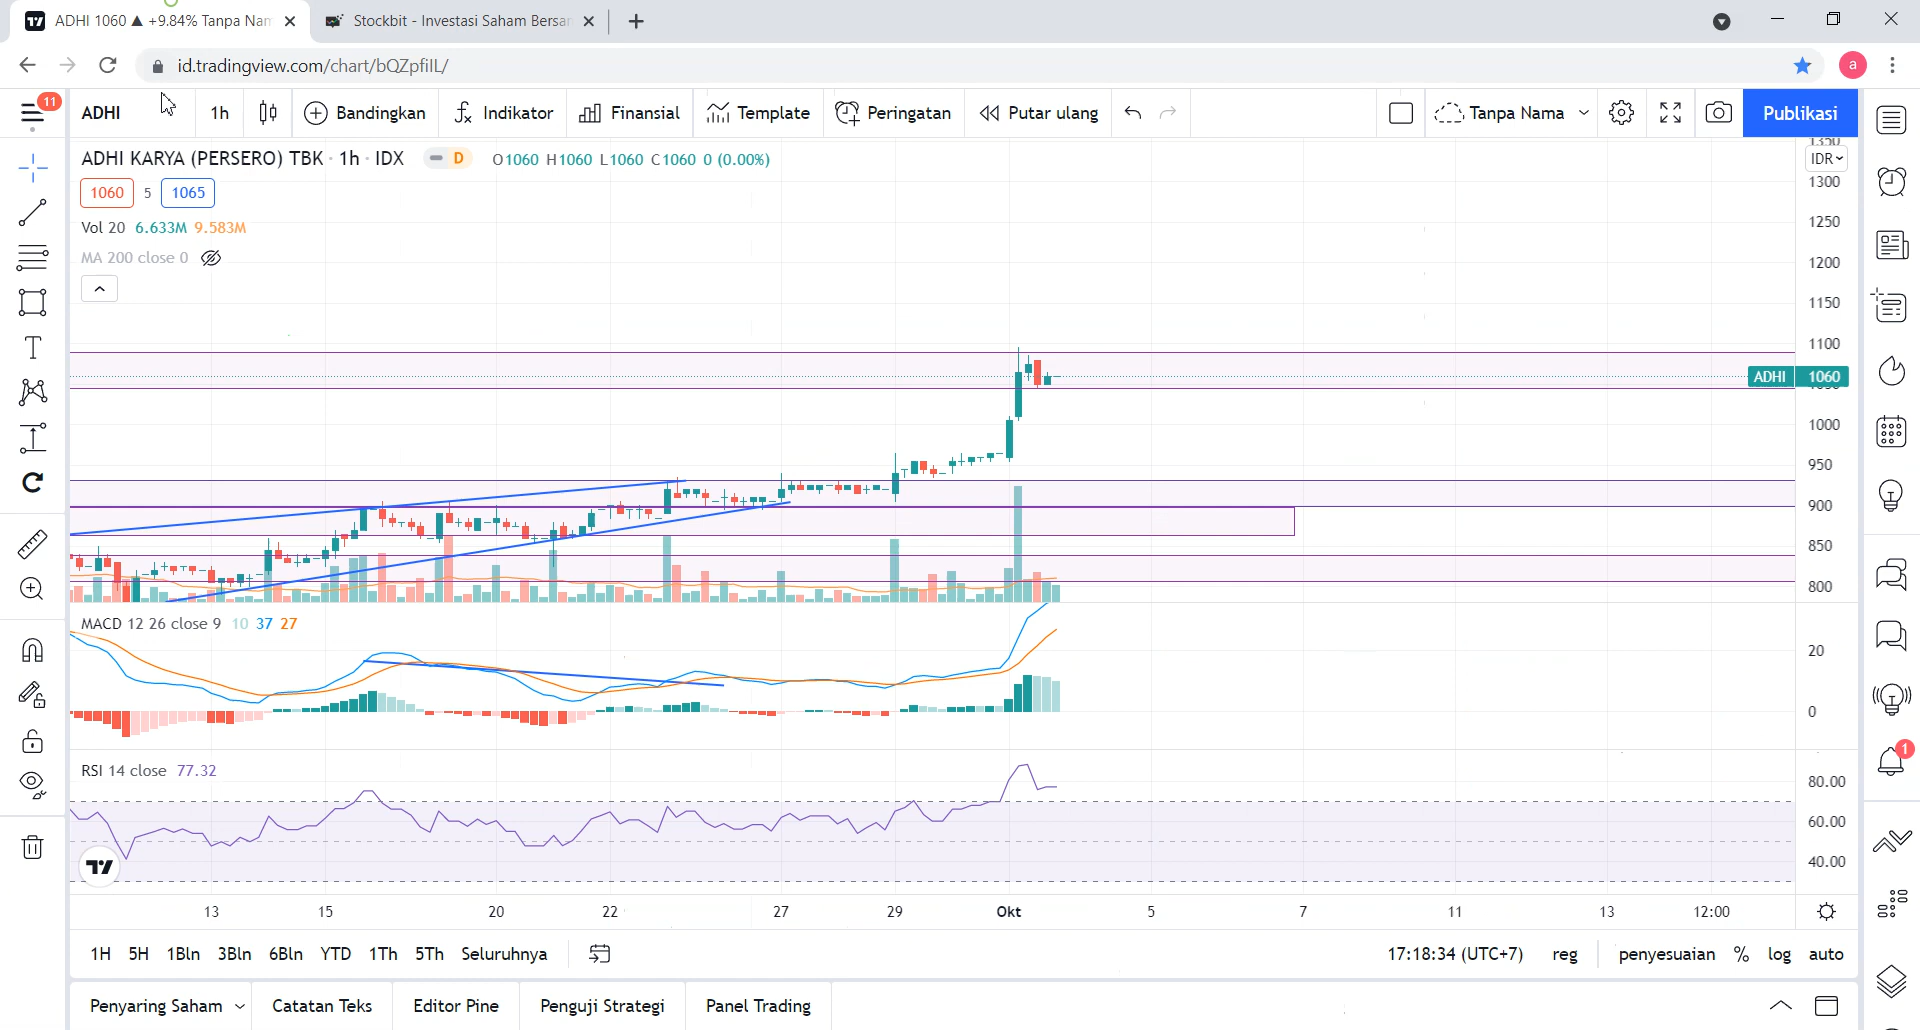 ADHI 1060 ▲ +9.84% Tanpa Nam
Stockbit - Investasi Saham Bersan
id.tradingview.com/chart/bQZpfilL/
a
11
ADHI
1h
Bandingkan
Indikator
Finansial
Template
Peringatan
Putar ulang
Tanpa Nama
Publikasi
ADHI KARYA (PERSERO) TBK · 1h · IDX
D
O1060 H1060 L1060 C1060 0 (0.00%)
1060 5 1065
Vol 20 6.633M 9.583M
MA 200 close 0
IDR
1300
1250
1200
1150
1100
ADHI 1060
1000
950
900
850
800
MACD 12 26 close 9 10 37 27
20
0
RSI 14 close 77.32
80.00
60.00
40.00
1
13 15 20 22 27 29 Okt 5 7 11 13 12:00
1H 5H 1Bln 3Bln 6Bln YTD 1Th 5Th Seluruhnya
17:18:34 (UTC+7) reg penyesuaian % log auto
Penyaring Saham Catatan Teks Editor Pine Penguji Strategi Panel Trading